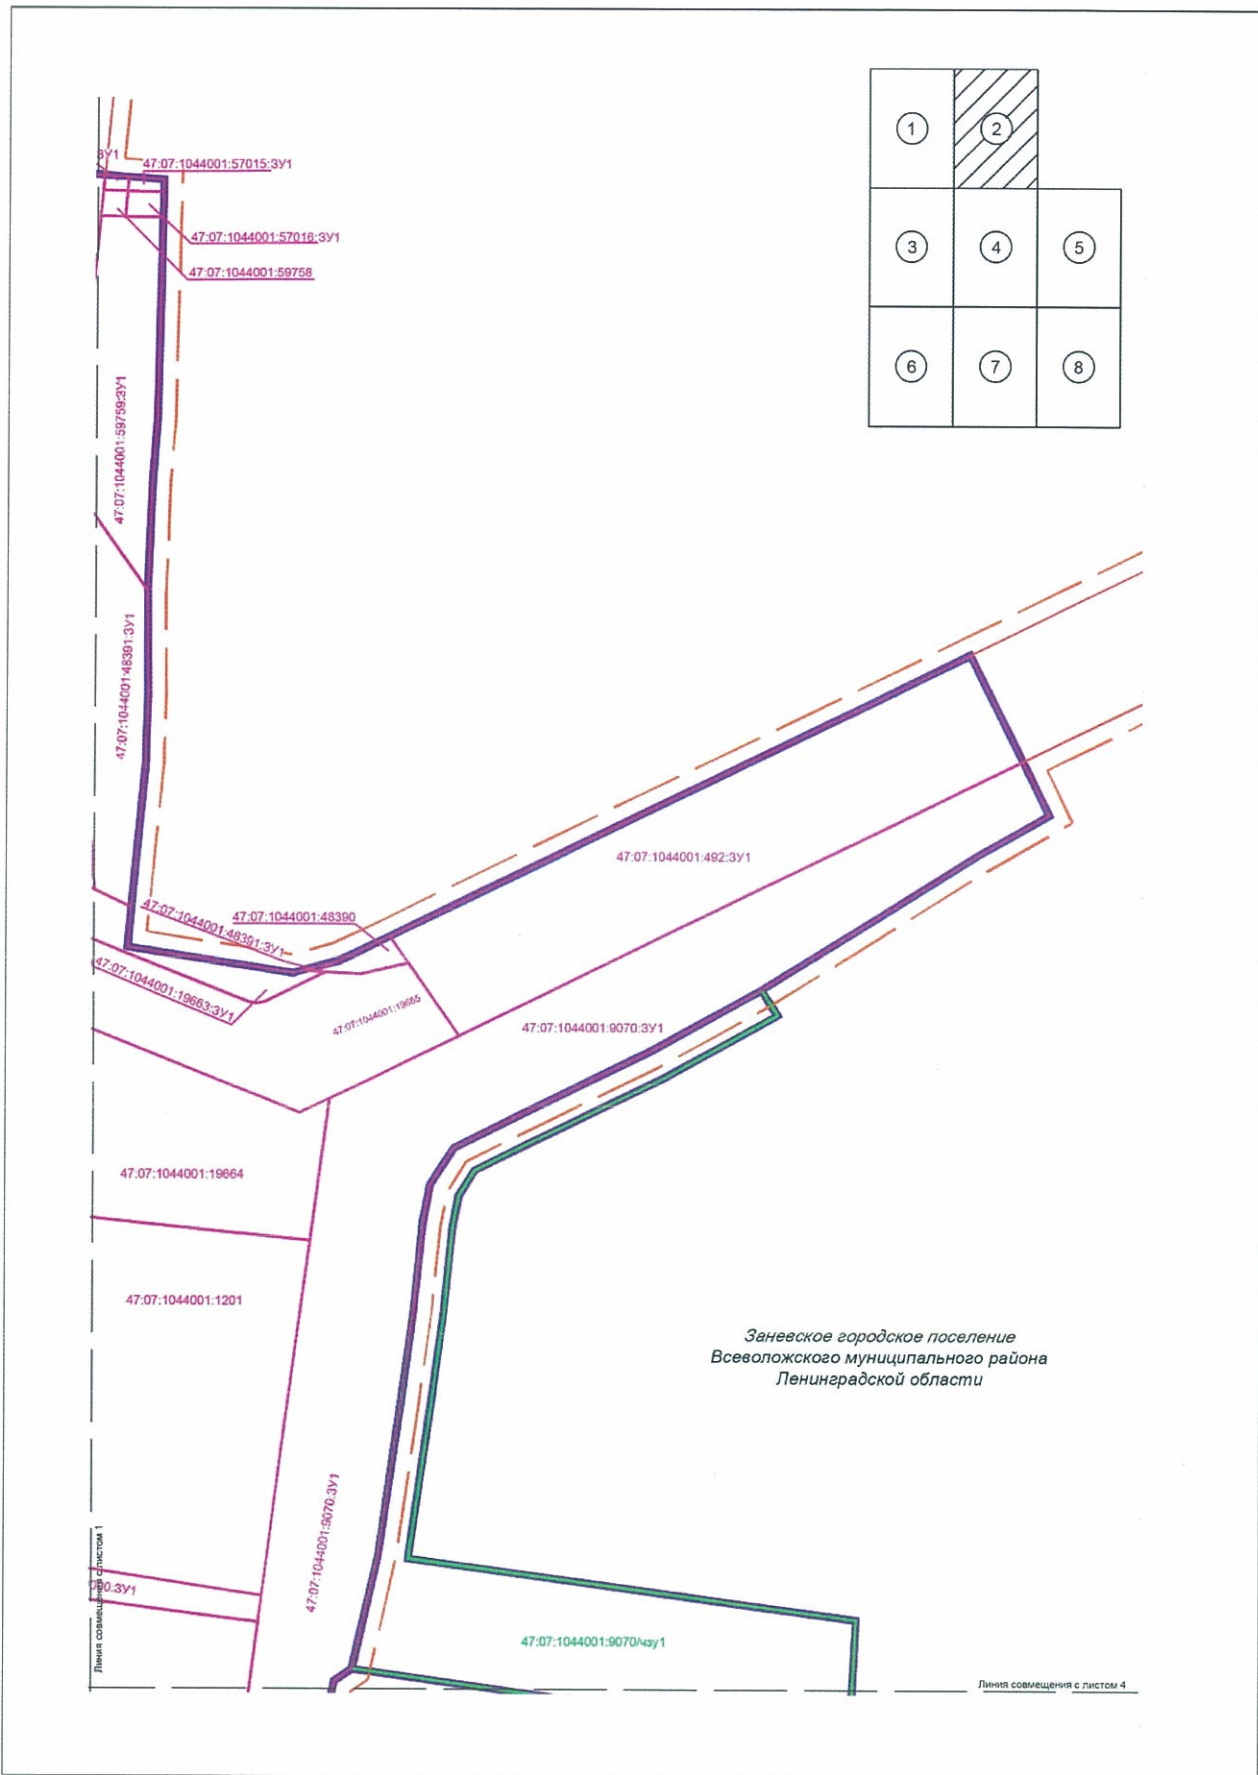 1
2
3
4
5
6
7
8
ЗУ1
47:07:1044001:57015:ЗУ1
47:07:1044001:57016:ЗУ1
47:07:1044001:59758
47:07:1044001:59759:ЗУ1
47:07:1044001:48391:ЗУ1
47:07:1044001:492:ЗУ1
47:07:1044001:48391:ЗУ1
47:07:1044001:48390
47:07:1044001:19663:ЗУ1
47:07:1044001:19665
47:07:1044001:9070:ЗУ1
47:07:1044001:19664
47:07:1044001:1201
Заневское городское поселение
Всеволожского муниципального района
Ленинградской области
47:07:1044001:9070:ЗУ1
Линия совмещения с листом 1
:ЗУ1
47:07:1044001:9070/чзу1
Линия совмещения с листом 4